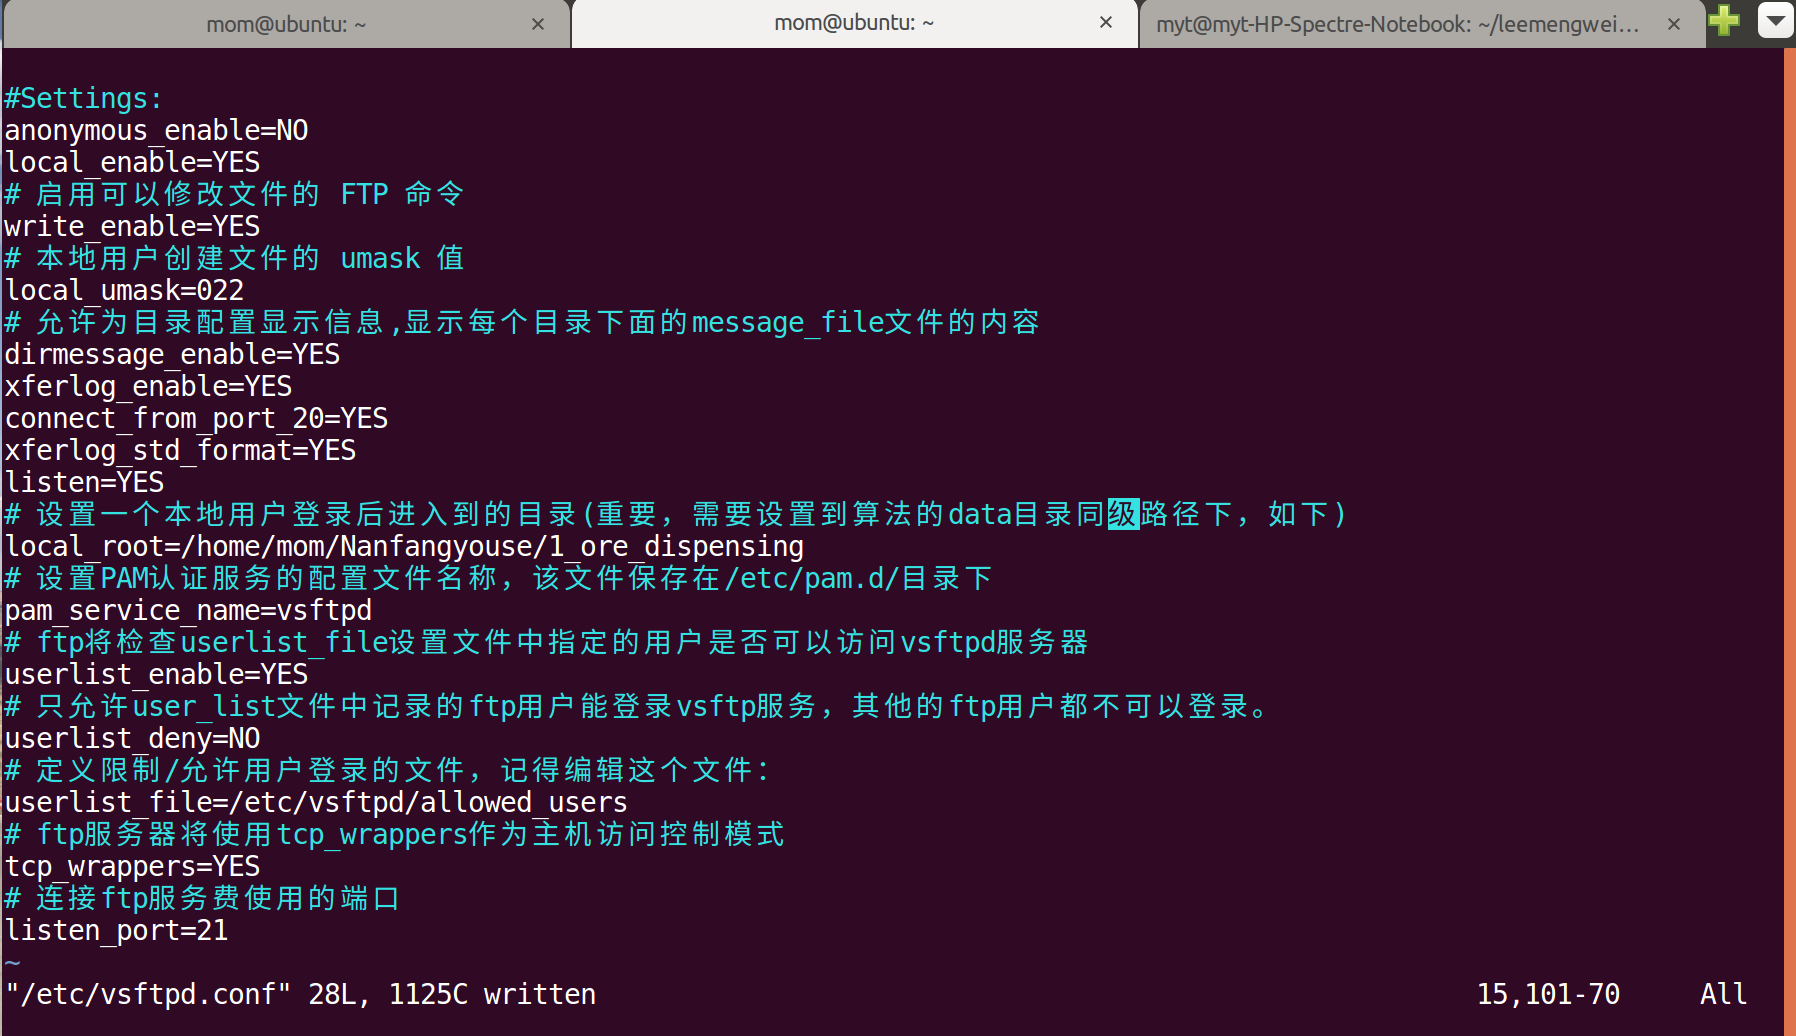 mom@ubuntu: ~ × mom@ubuntu: ~ × myt@myt-HP-Spectre-Notebook: ~/leemengwei... ×
#Settings:
anonymous_enable=NO
local_enable=YES
# 启用可以修改文件的 FTP 命令
write_enable=YES
# 本地用户创建文件的 umask 值
local_umask=022
# 允许为目录配置显示信息,显示每个目录下面的message_file文件的内容
dirmessage_enable=YES
xferlog_enable=YES
connect_from_port_20=YES
xferlog_std_format=YES
listen=YES
# 设置一个本地用户登录后进入到的目录(重要，需要设置到算法的data目录同级路径下，如下)
local_root=/home/mom/Nanfangyouse/1_ore_dispensing
# 设置PAM认证服务的配置文件名称，该文件保存在/etc/pam.d/目录下
pam_service_name=vsftpd
# ftp将检查userlist_file设置文件中指定的用户是否可以访问vsftpd服务器
userlist_enable=YES
# 只允许user_list文件中记录的ftp用户能登录vsftp服务，其他的ftp用户都不可以登录。
userlist_deny=NO
# 定义限制/允许用户登录的文件，记得编辑这个文件：
userlist_file=/etc/vsftpd/allowed_users
# ftp服务器将使用tcp_wrappers作为主机访问控制模式
tcp_wrappers=YES
# 连接ftp服务费使用的端口
listen_port=21
~
"/etc/vsftpd.conf" 28L, 1125C written 15,101-70 All